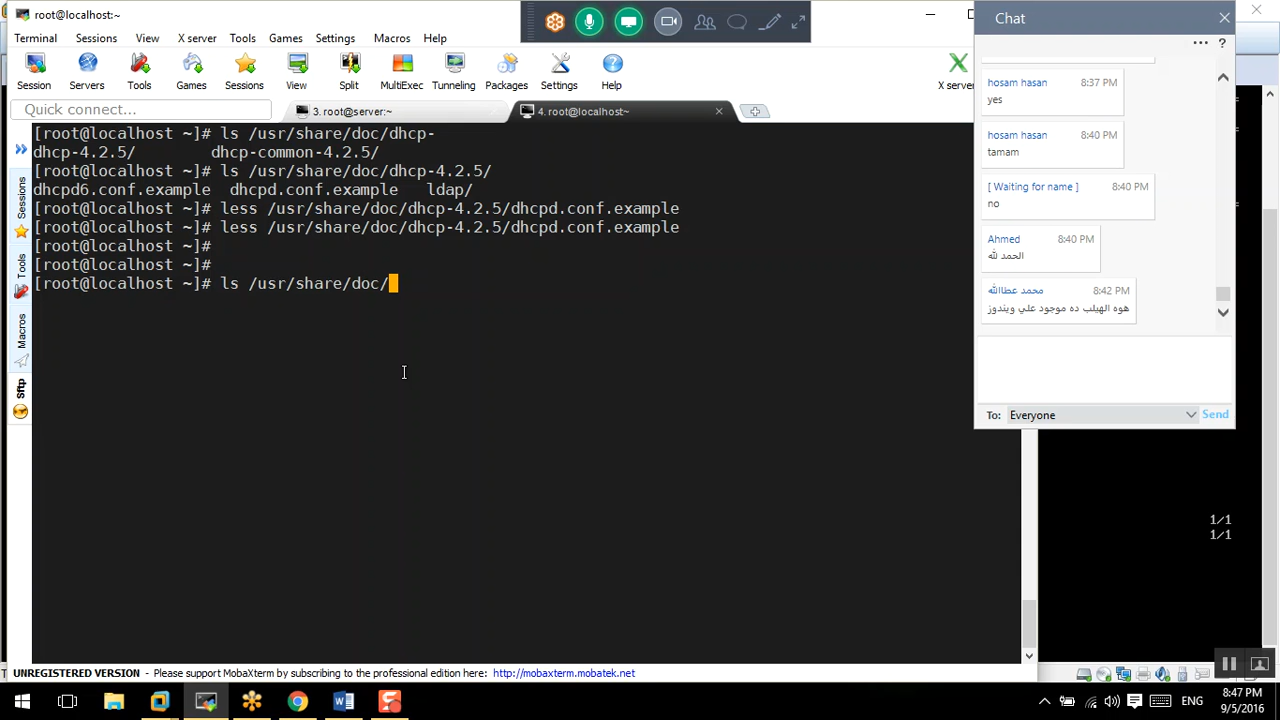 root@localhost:~
Terminal Sessions View X server Tools Games Settings Macros Help
Session Servers Tools Games Sessions View Split MultiExec Tunneling Packages Settings Help X server
Quick connect...
3. root@server:~
4. root@localhost:~
[root@localhost ~]# ls /usr/share/doc/dhcp-
dhcp-4.2.5/ dhcp-common-4.2.5/
[root@localhost ~]# ls /usr/share/doc/dhcp-4.2.5/
dhcpd6.conf.example dhcpd.conf.example ldap/
[root@localhost ~]# less /usr/share/doc/dhcp-4.2.5/dhcpd.conf.example
[root@localhost ~]# less /usr/share/doc/dhcp-4.2.5/dhcpd.conf.example
[root@localhost ~]#
[root@localhost ~]#
[root@localhost ~]# ls /usr/share/doc/
Sessions
Tools
Macros
Sftp
Chat
?
hosam hasan 8:37 PM
yes
hosam hasan 8:40 PM
tamam
[ Waiting for name ] 8:40 PM
no
Ahmed 8:40 PM
الحمد لله
محمد عطاالله 8:42 PM
هوه الهيلب ده موجود علي ويندوز
To: Everyone Send
1/1
1/1
UNREGISTERED VERSION - Please support MobaXterm by subscribing to the professional edition here: http://mobaxterm.mobatek.net
ENG
8:47 PM
9/5/2016